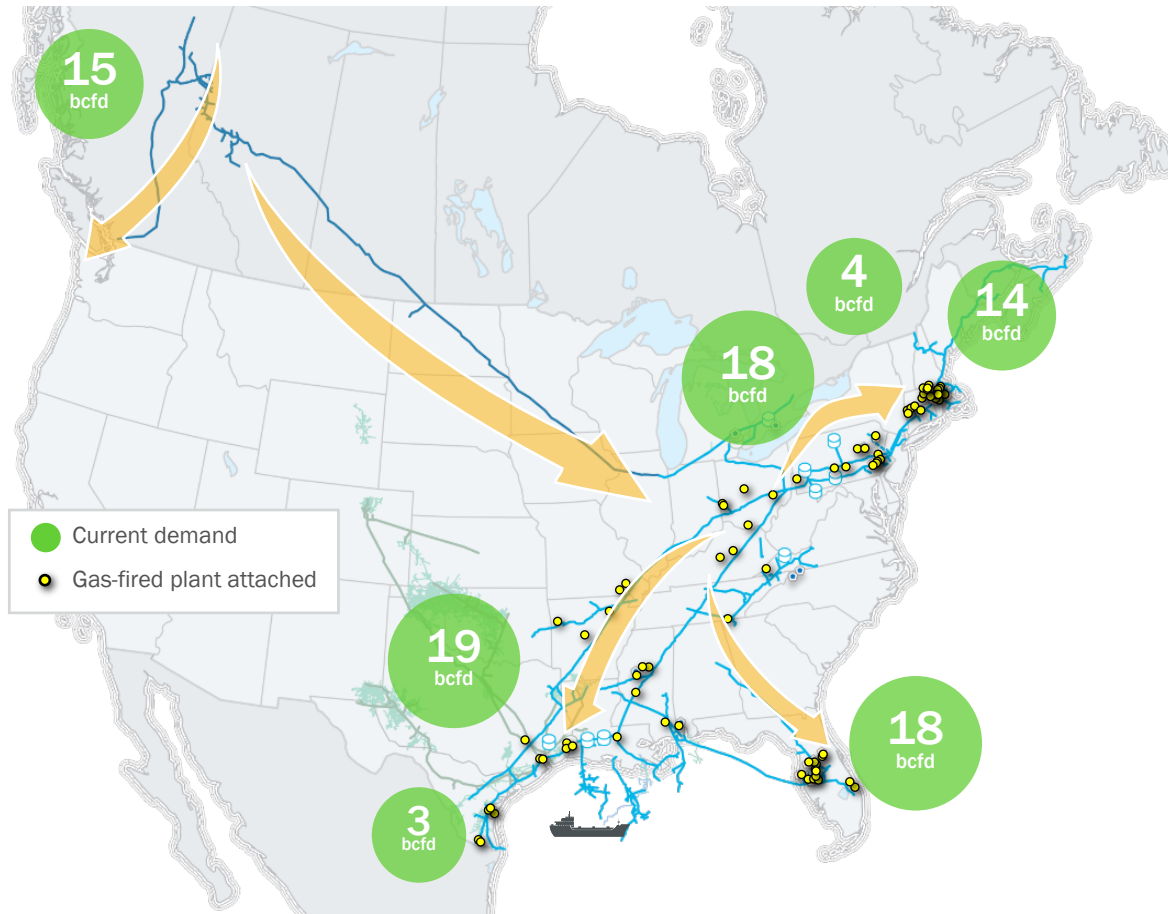 15
bcfd
4
bcfd
14
bcfd
18
bcfd
Current demand
Gas-fired plant attached
19
bcfd
18
bcfd
3
bcfd